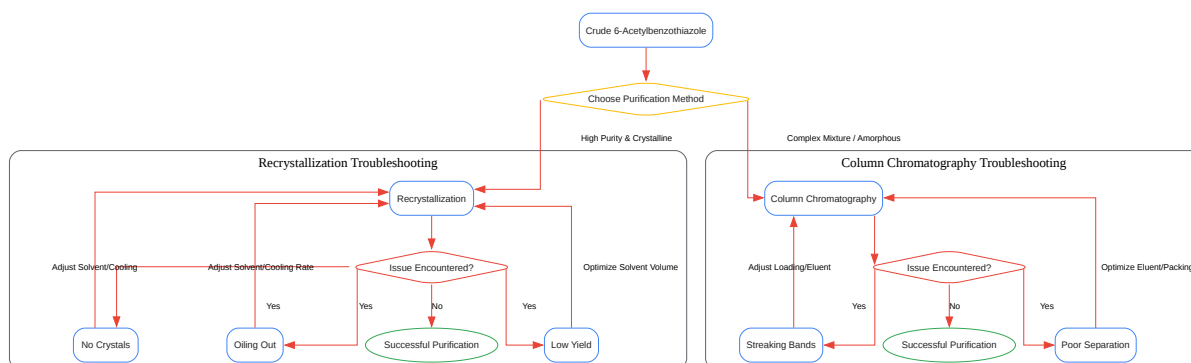 Crude 6-Acetylbenzothiazole
Choose Purification Method
High Purity & Crystalline
Complex Mixture / Amorphous
Recrystallization Troubleshooting
Column Chromatography Troubleshooting
Recrystallization
Column Chromatography
Adjust Solvent/Cooling
Adjust Solvent/Cooling Rate
Issue Encountered?
Optimize Solvent Volume
Adjust Loading/Eluent
Issue Encountered?
Optimize Eluent/Packing
Yes
Yes
No
Yes
Yes
No
Yes
No Crystals
Oiling Out
Successful Purification
Low Yield
Streaking Bands
Successful Purification
Poor Separation